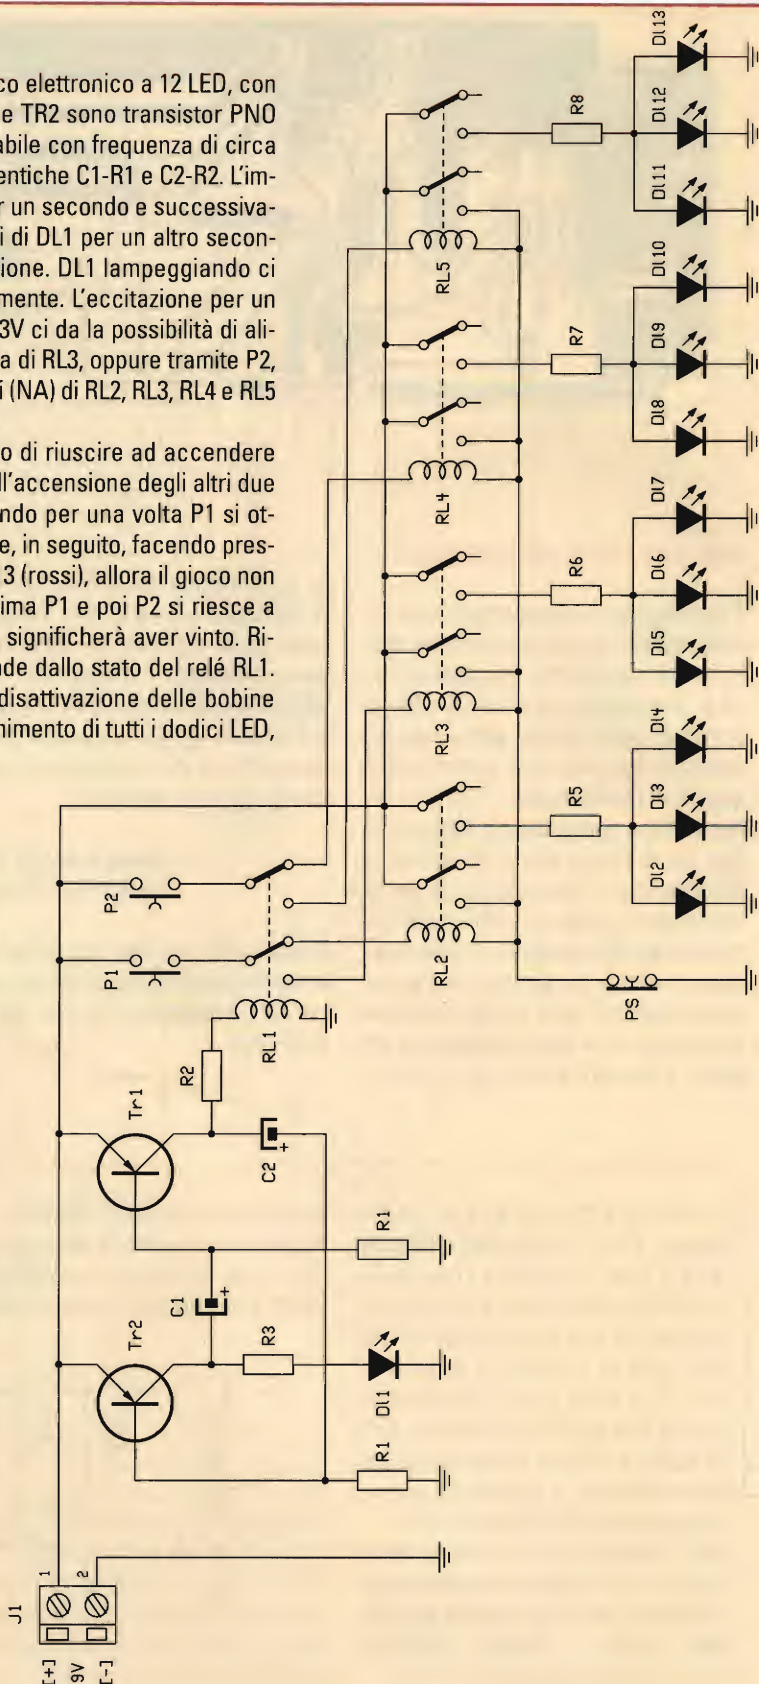 co elettronico a 12 LED, con
e TR2 sono transistor PNO
abile con frequenza di circa
entiche C1-R1 e C2-R2. L'im-
r un secondo e successiva-
i di DL1 per un altro secon-
ione. DL1 lampeggiando ci
mente. L'eccitazione per un
3V ci da la possibilità di ali-
a di RL3, oppure tramite P2,
i (NA) di RL2, RL3, RL4 e RL5
o di riuscire ad accendere
ll'accensione degli altri due
ndo per una volta P1 si ot-
e, in seguito, facendo pres-
3 (rossi), allora il gioco non
ima P1 e poi P2 si riesce a
significherà aver vinto. Ri-
de dallo stato del relé RL1.
disattivazione delle bobine
nimento di tutti i dodici LED,
Dl13
Dl12
Dl11
R8
RL5
Dl10
Dl9
Dl8
R7
RL4
Dl7
Dl6
Dl5
R6
RL3
Dl4
Dl3
Dl2
R5
RL2
PS
P2
P1
RL1
R2
Tr1
C2
+
R1
C1
+
Tr2
R3
Dl1
R1
J1
1
2
[+]
9V
[-]